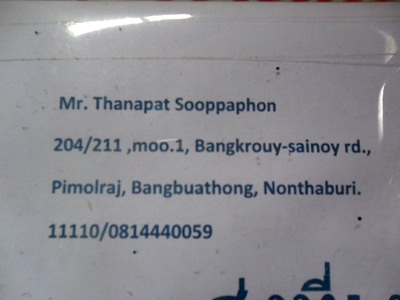 Mr. Thanapat Sooppaphon
204/211 ,moo.1, Bangkrouy-sainoy rd.,
Pimolraj, Bangbuathong, Nonthaburi.
11110/0814440059